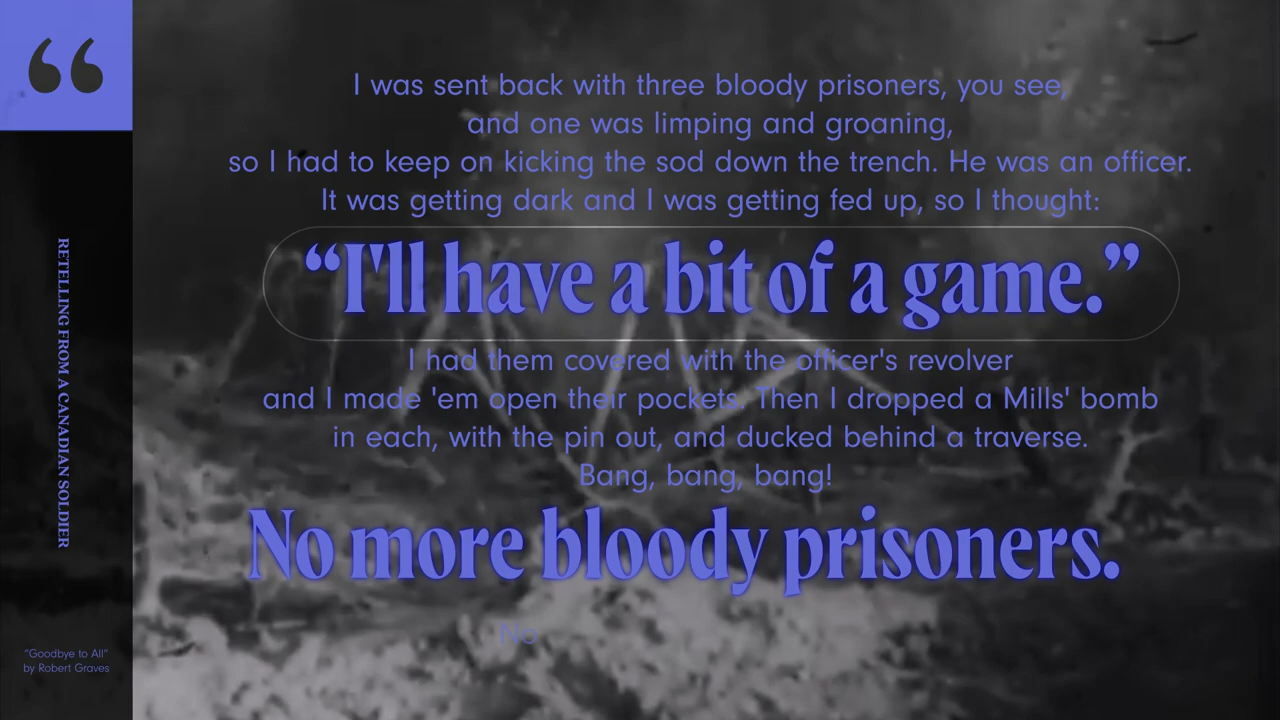 “
I was sent back with three bloody prisoners, you see,
and one was limping and groaning,
so I had to keep on kicking the sod down the trench. He was an officer.
It was getting dark and I was getting fed up, so I thought:
“I'll have a bit of a game.”
I had them covered with the officer's revolver
and I made 'em open their pockets. Then I dropped a Mills' bomb
in each, with the pin out, and ducked behind a traverse.
Bang, bang, bang!
No more bloody prisoners.
No
RETELLING FROM A CANADIAN SOLDIER
“Goodbye to All”
by Robert Graves